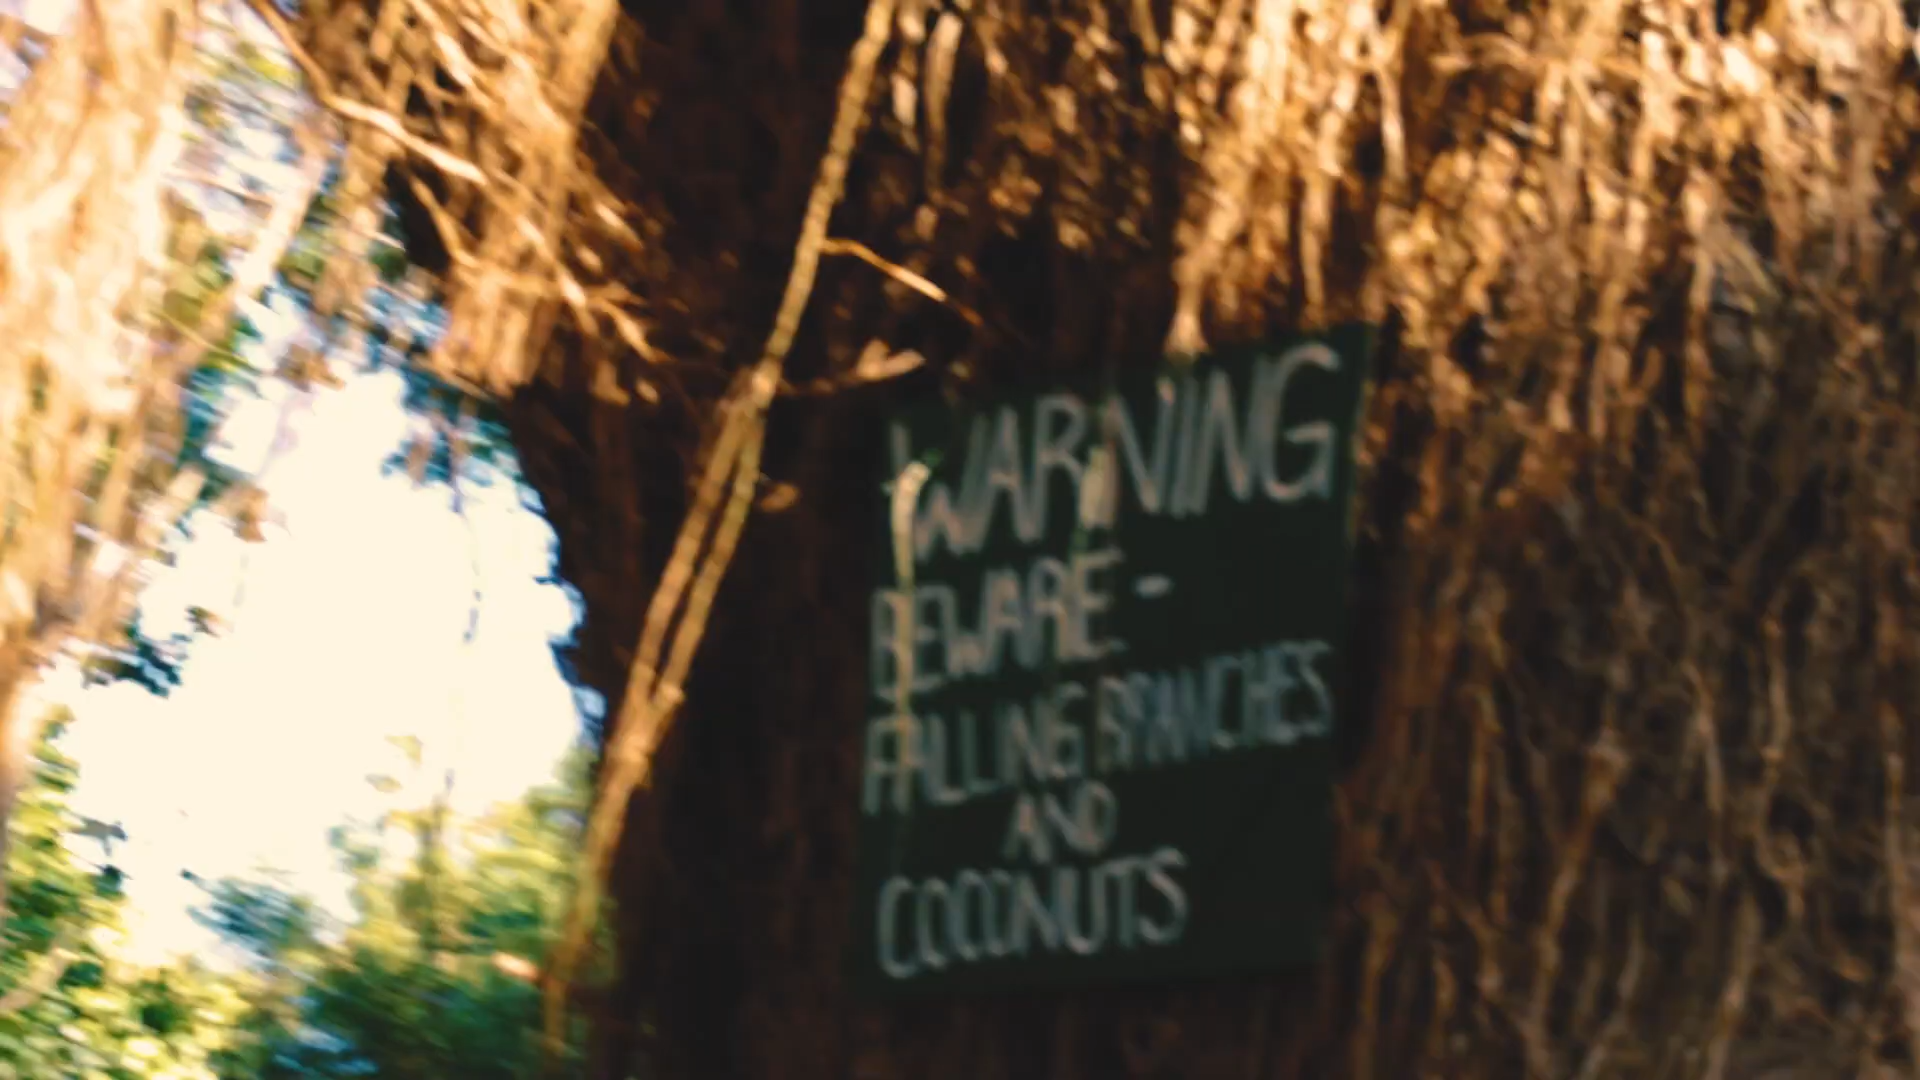 WARNING
BEWARE -
FALLING BRANCHES
AND
COCONUTS